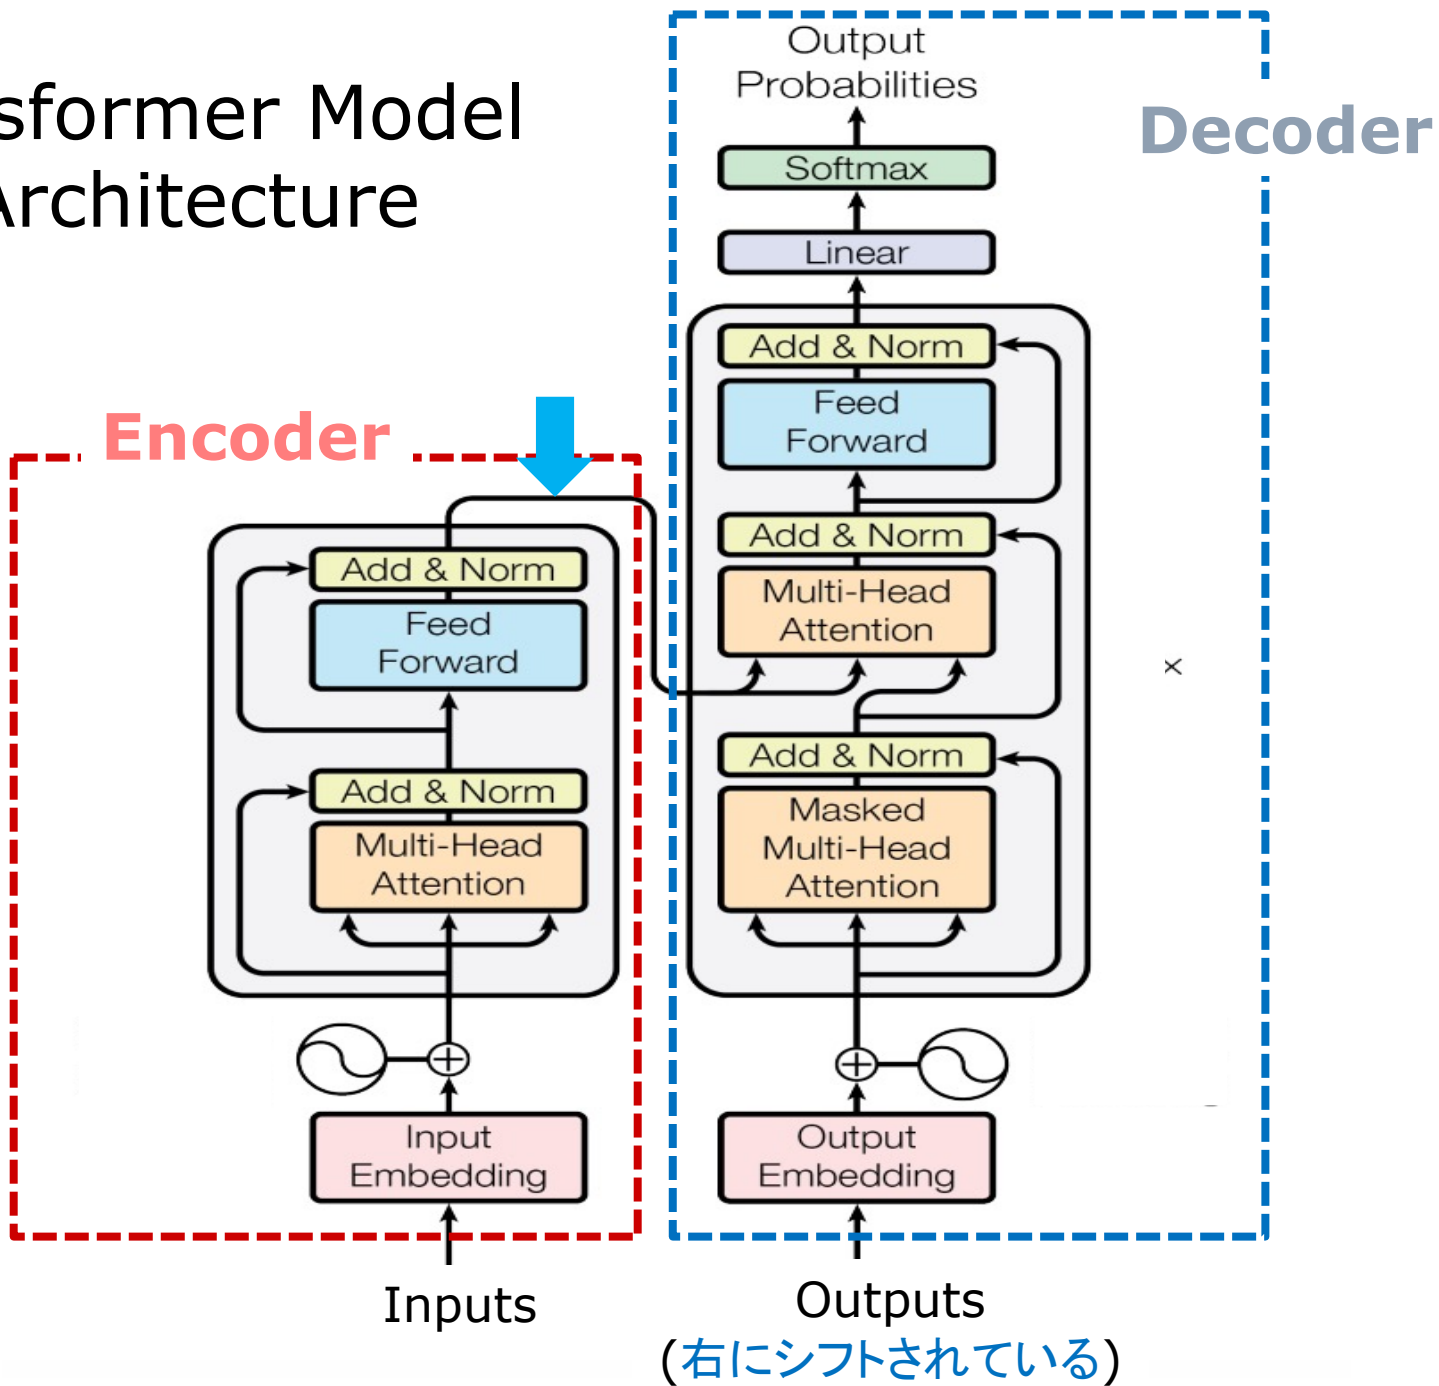 sformer Model
Architecture
Encoder
Add & Norm
Feed
Forward
Add & Norm
Multi-Head
Attention
Input
Embedding
Inputs
Decoder
Output
Probabilities
Softmax
Linear
Add & Norm
Feed
Forward
Add & Norm
Multi-Head
Attention
Add & Norm
Masked
Multi-Head
Attention
Output
Embedding
Outputs
(右にシフトされている)
x